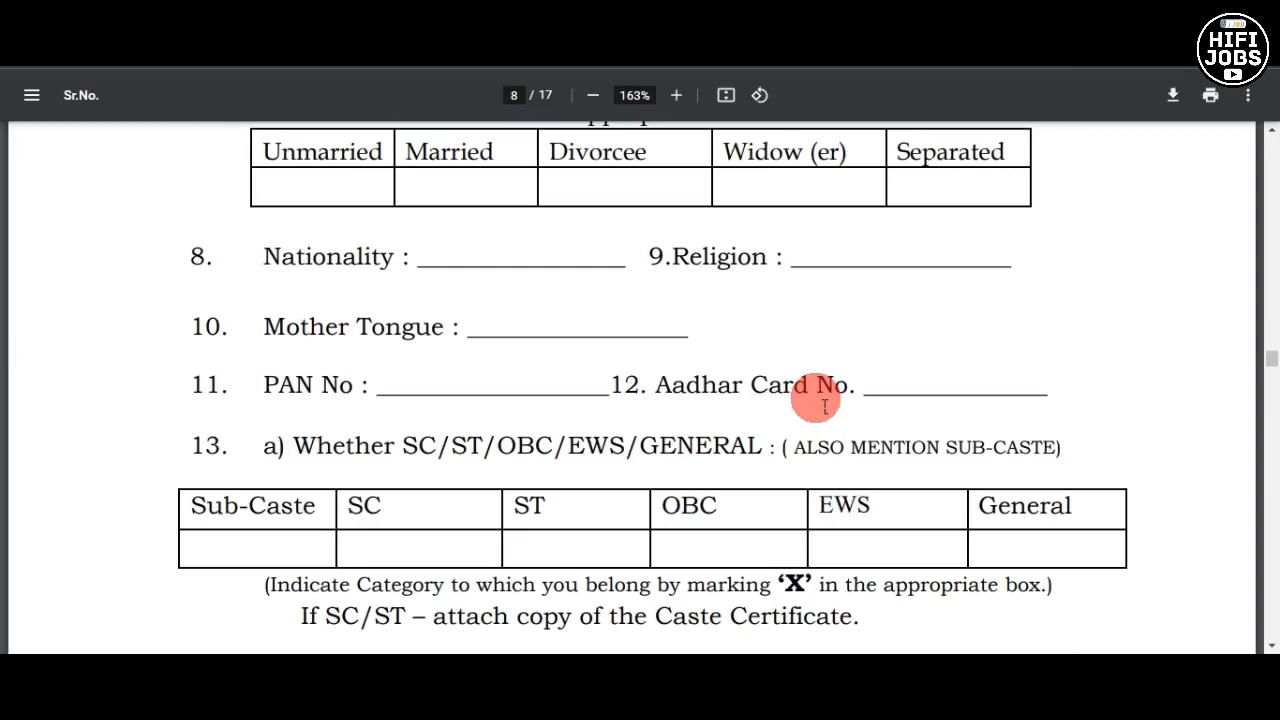 HIFI
JOBS
Sr.No.
8 / 17
163%
Unmarried Married Divorcee Widow (er) Separated
8. Nationality : ________________ 9.Religion : _________________
10. Mother Tongue : _________________
11. PAN No : __________________12. Aadhar Card No. ______________
13. a) Whether SC/ST/OBC/EWS/GENERAL : ( ALSO MENTION SUB-CASTE)
Sub-Caste SC ST OBC EWS General
(Indicate Category to which you belong by marking ‘X’ in the appropriate box.)
If SC/ST – attach copy of the Caste Certificate.